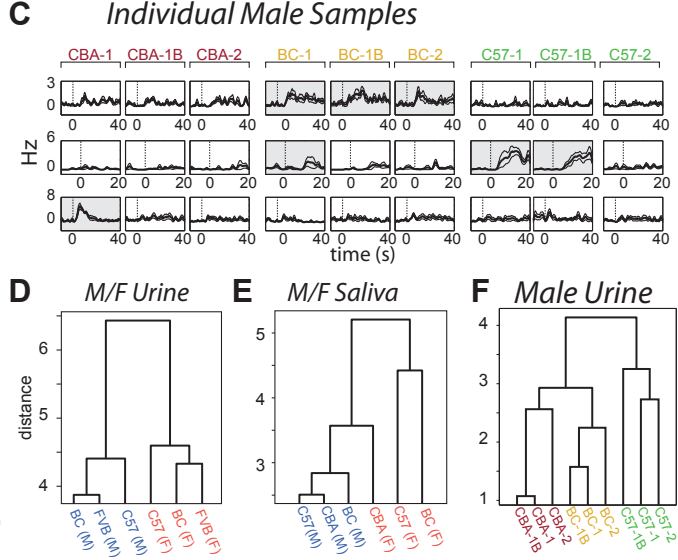 C Individual Male Samples
CBA-1 CBA-1B CBA-2 BC-1 BC-1B BC-2 C57-1 C57-1B C57-2
3
0
0 40 0 40 0 40 0 40 0 40 0 40 0 40 0 40 0 40
Hz
6
0
0 20 0 20 0 20 0 20 0 20 0 20 0 20 0 20 0 20
8
0
0 40 0 40 0 40 0 40 0 40 0 40 0 40 0 40 0 40
time (s)
D M/F Urine E M/F Saliva F Male Urine
distance
6
5
4
BC (M) FVB (M) C57 (M) C57 (F) BC (F) FVB (F)
5
4
3
C57(M) CBA (M) BC (M) CBA (F) C57 (F) BC (F)
4
3
2
1
CBA-1B CBA-1 CBA-2 BC-1B BC-1 BC-2 C57-1B C57-1 C57-2